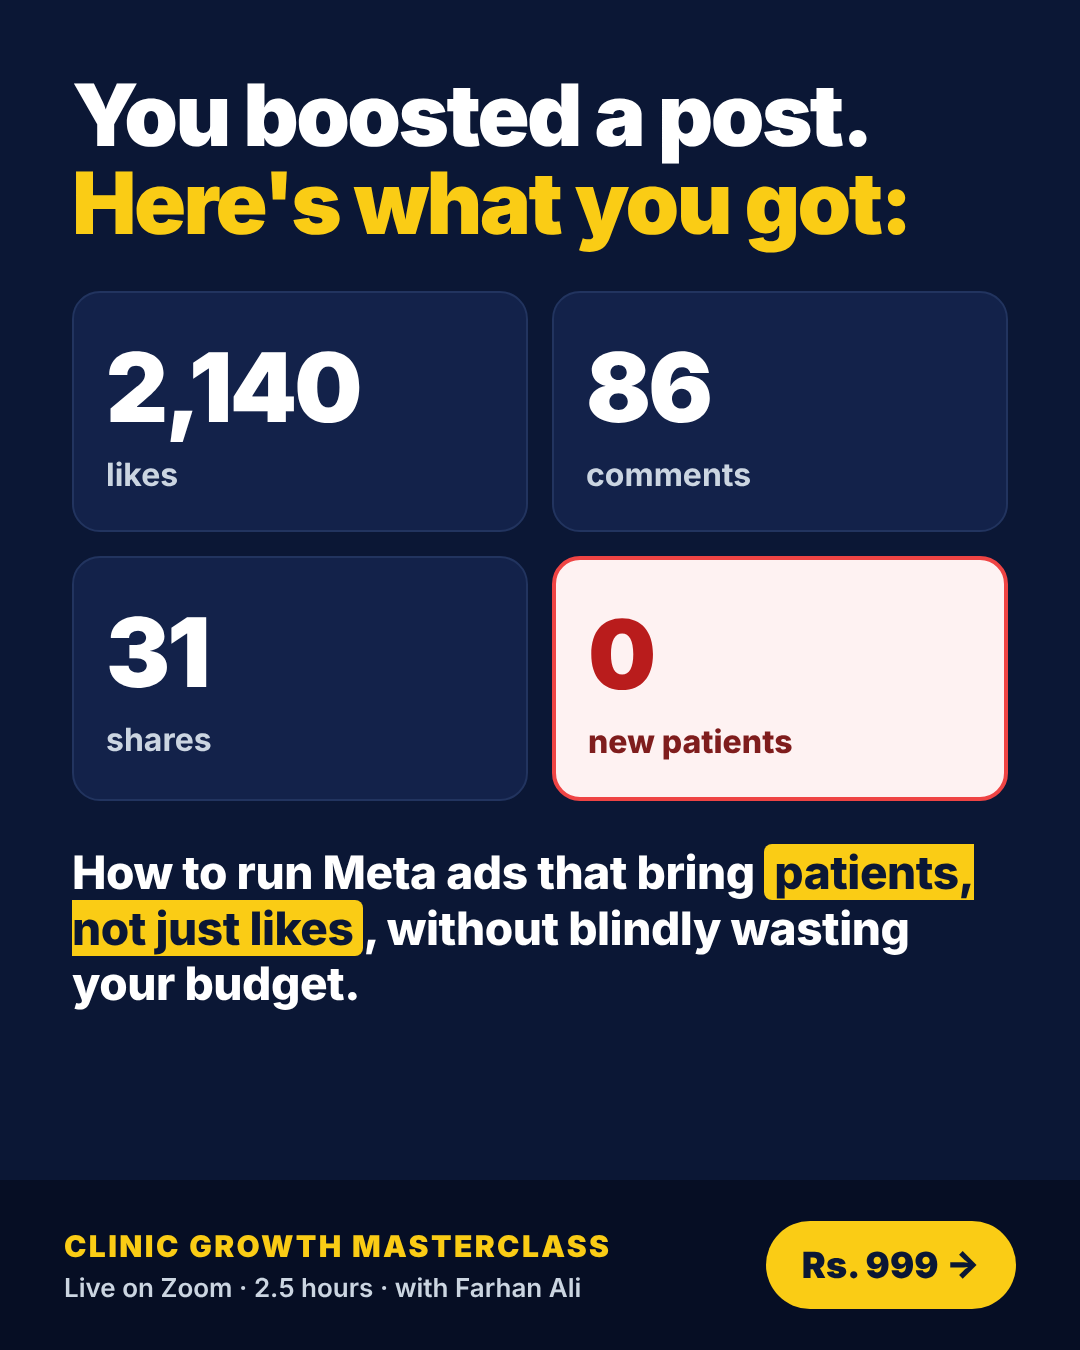 You boosted a post.
Here's what you got:
2,140
likes
86
comments
31
shares
0
new patients
How to run Meta ads that bring patients,
not just likes, without blindly wasting
your budget.
CLINIC GROWTH MASTERCLASS
Live on Zoom · 2.5 hours · with Farhan Ali
Rs. 999 →